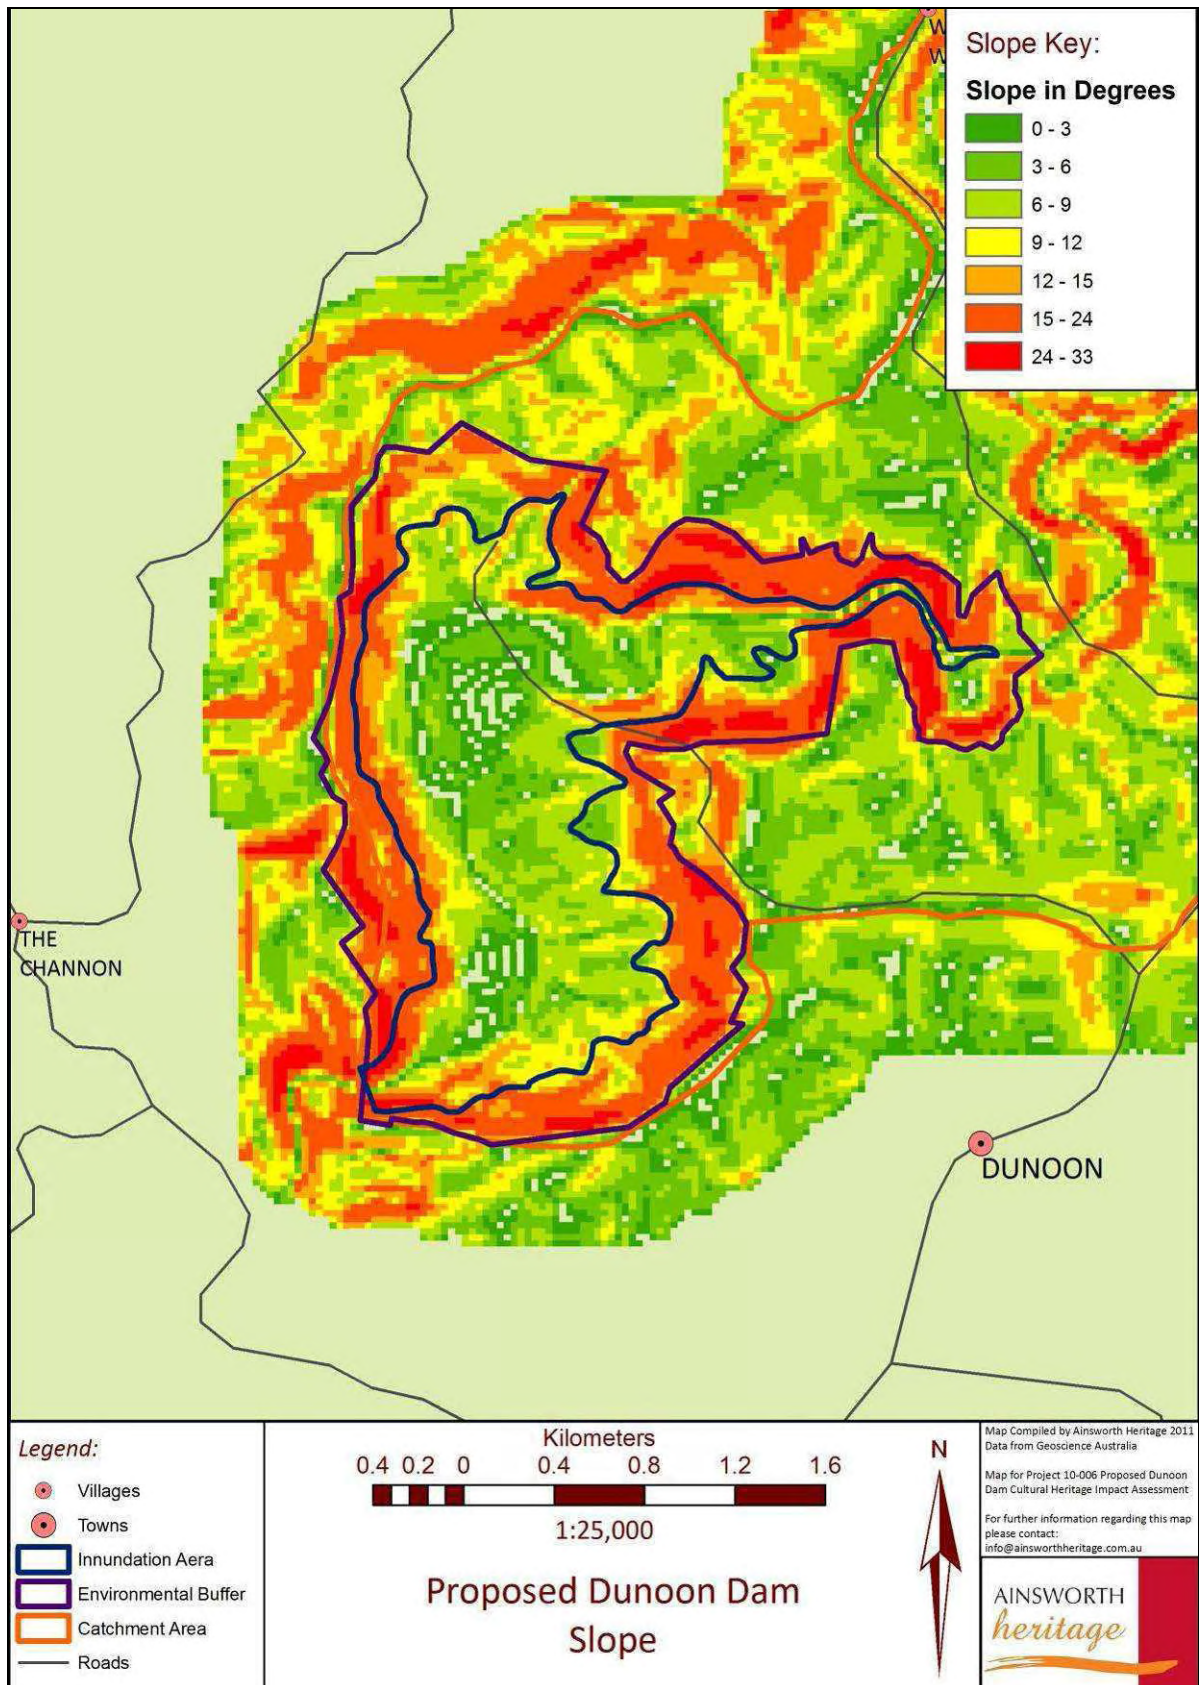 W
W
Slope Key:
Slope in Degrees
0 - 3
3 - 6
6 - 9
9 - 12
12 - 15
15 - 24
24 - 33
THE
CHANNON
DUNOON
Legend:
Villages
Towns
Innundation Aera
Environmental Buffer
Catchment Area
Roads
Kilometers
0.4 0.2 0 0.4 0.8 1.2 1.6
1:25,000
Proposed Dunoon Dam
Slope
N
Map Compiled by Ainsworth Heritage 2011
Data from Geoscience Australia
Map for Project 10-006 Proposed Dunoon
Dam Cultural Heritage Impact Assessment
For further information regarding this map
please contact:
info@ainsworthheritage.com.au
AINSWORTH
heritage